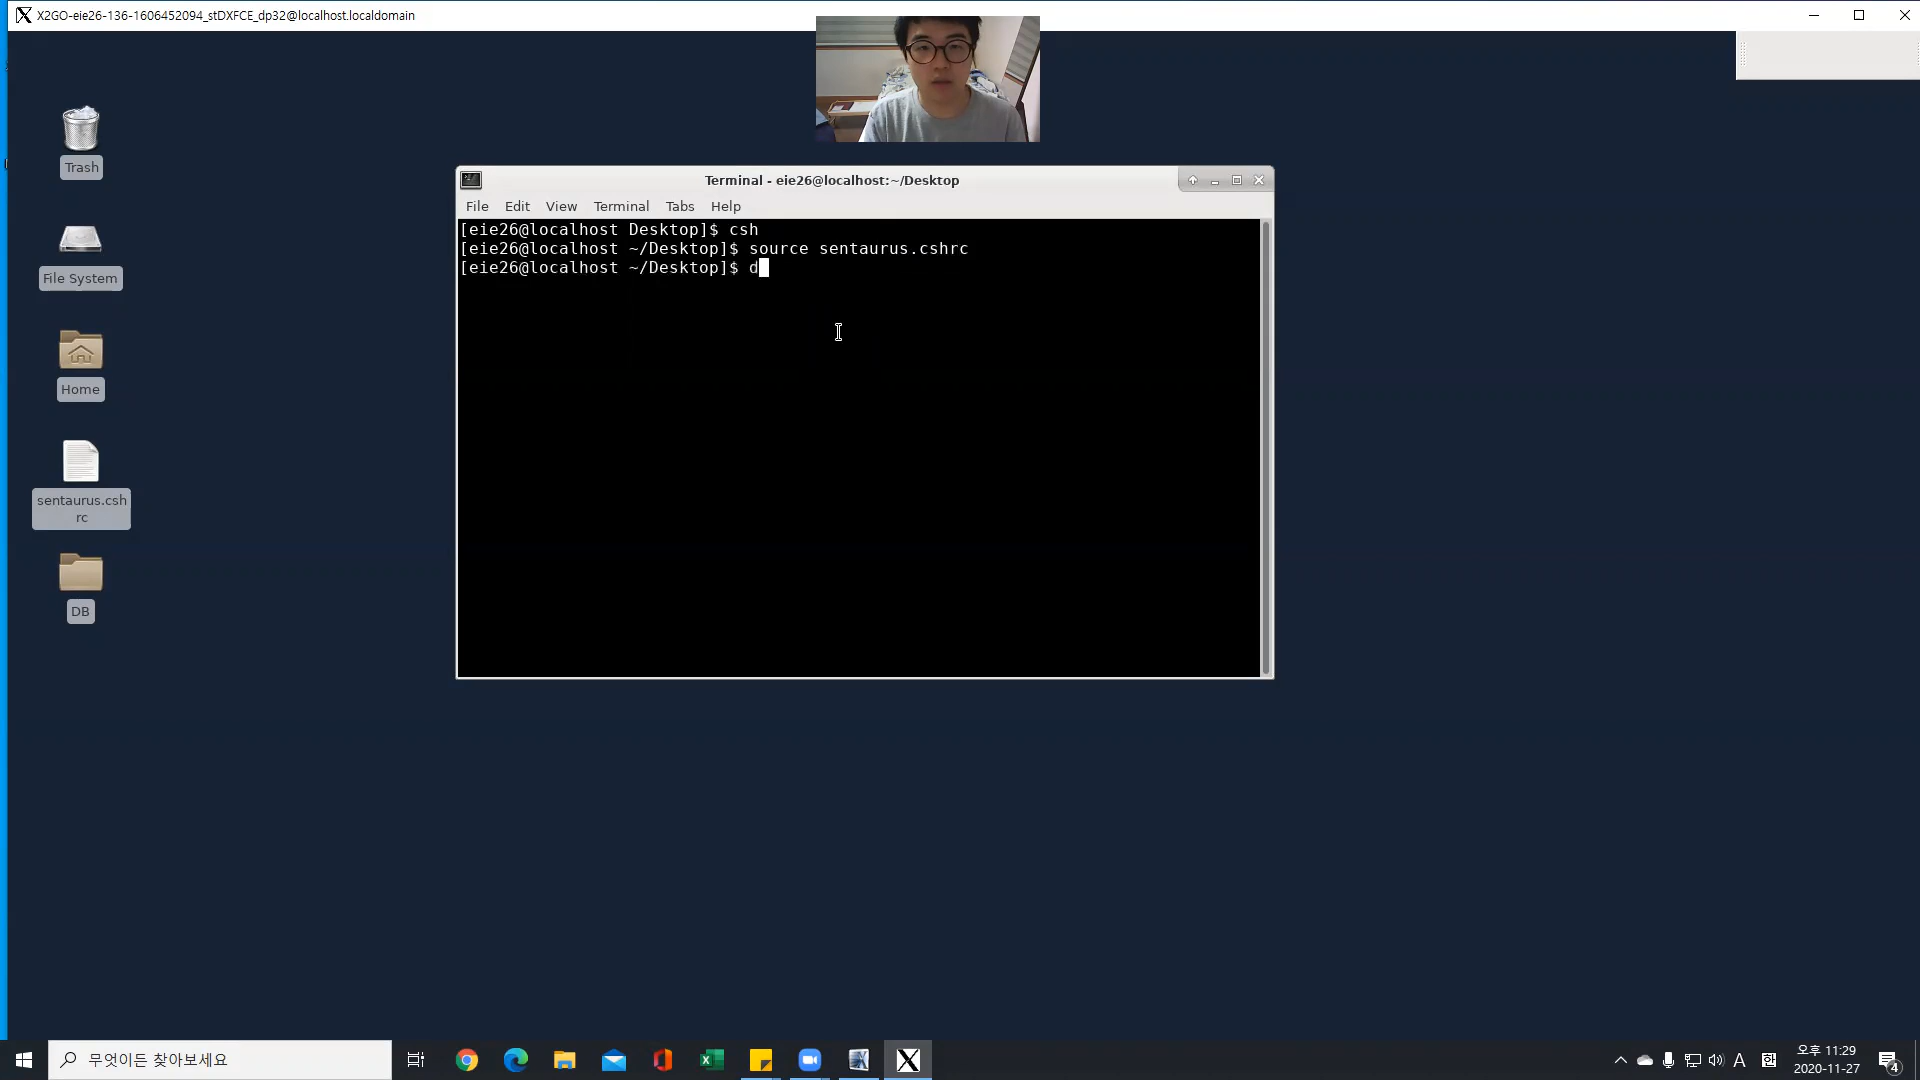 X2GO-eie26-136-1606452094_stDXFCE_dp32@localhost.localdomain
Trash
File System
Home
sentaurus.csh
rc
DB
Terminal - eie26@localhost:~/Desktop
File Edit View Terminal Tabs Help
[eie26@localhost Desktop]$ csh
[eie26@localhost ~/Desktop]$ source sentaurus.cshrc
[eie26@localhost ~/Desktop]$ d
무엇이든 찾아보세요
A
오후 11:29
2020-11-27
4